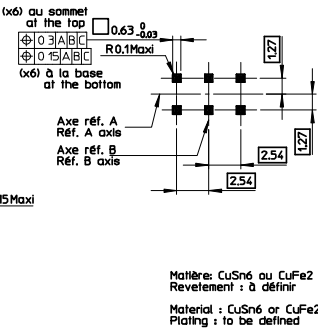 (x6) au sommet
at the top
0.63 0 -0.03
⌖ 0 3 A B C
⌖ 0 15 A B C
R0.1Maxi
(x6) à la base
at the bottom
1.27
Axe réf. A
Réf. A axis
Axe réf. B
Réf. B axis
1.27
2.54
2.54
15Maxi
Matière: CuSn6 ou CuFe2
Revetement : à définir
Material : CuSn6 or CuFe2
Plating : to be defined